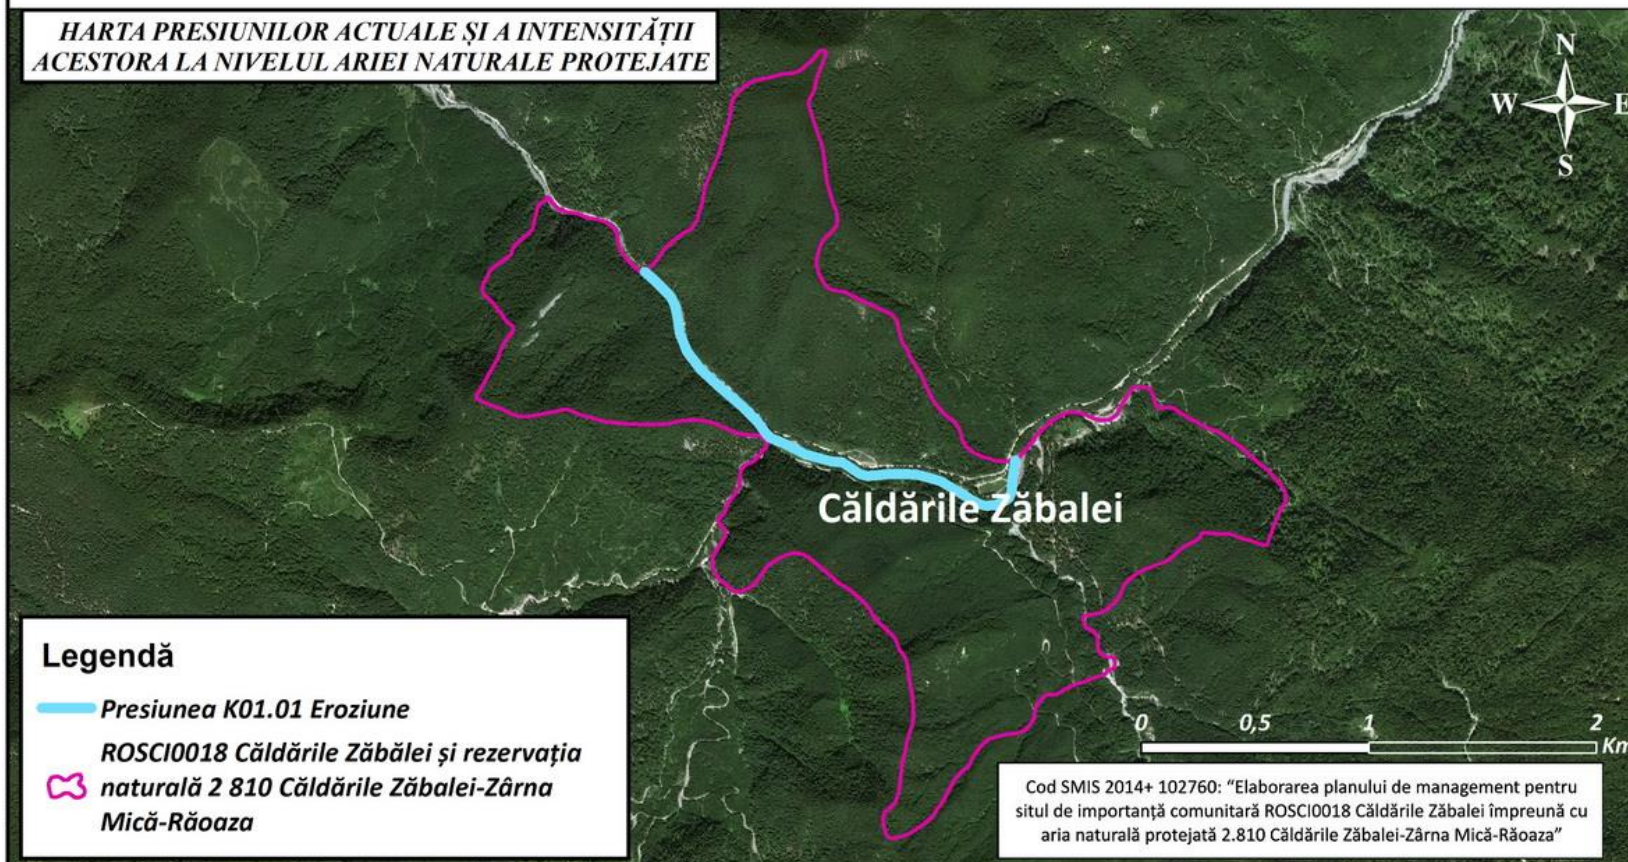 HARTA PRESIUNILOR ACTUALE ȘI A INTENSITĂȚII
ACESTORA LA NIVELUL ARIEI NATURALE PROTEJATE
N
W E
S
Căldările Zăbalei
Legendă
Presiunea K01.01 Eroziune
ROSCI0018 Căldările Zăbălei și rezervația
naturală 2 810 Căldările Zăbalei-Zârna
Mică-Răoaza
0 0,5 1 2
Km
Cod SMIS 2014+ 102760: “Elaborarea planului de management pentru
situl de importanță comunitară ROSCI0018 Căldările Zăbalei împreună cu
aria naturală protejată 2.810 Căldările Zăbalei-Zârna Mică-Răoaza”